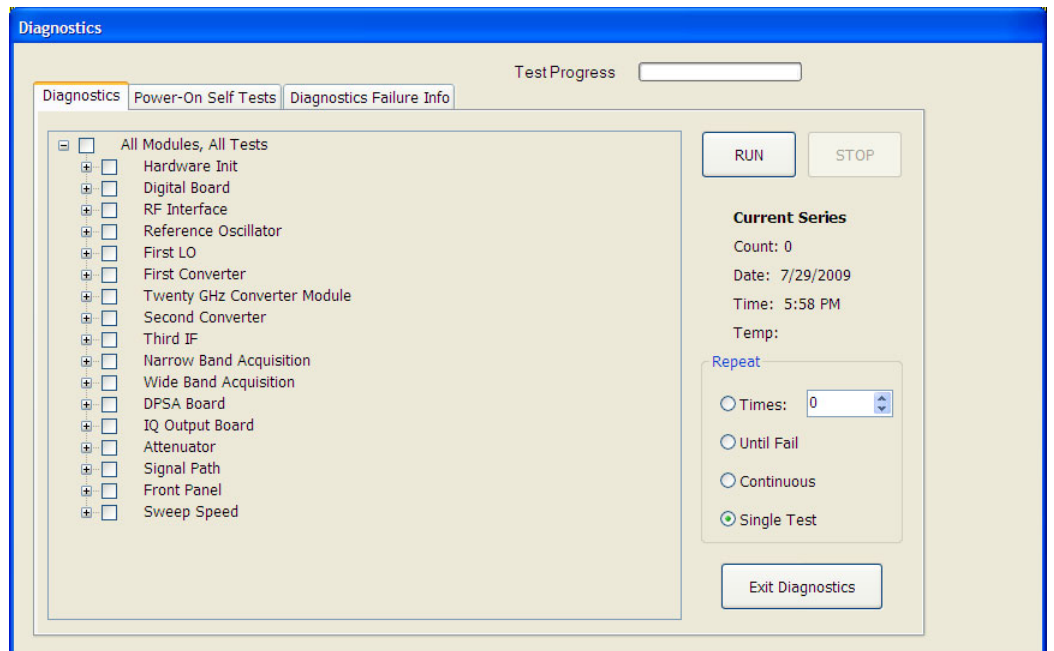 Diagnostics
Test Progress
Diagnostics Power-On Self Tests Diagnostics Failure Info
All Modules, All Tests
Hardware Init
Digital Board
RF Interface
Reference Oscillator
First LO
First Converter
Twenty GHz Converter Module
Second Converter
Third IF
Narrow Band Acquisition
Wide Band Acquisition
DPSA Board
IQ Output Board
Attenuator
Signal Path
Front Panel
Sweep Speed
RUN STOP
Current Series
Count: 0
Date: 7/29/2009
Time: 5:58 PM
Temp:
Repeat
Times: 0
Until Fail
Continuous
Single Test
Exit Diagnostics